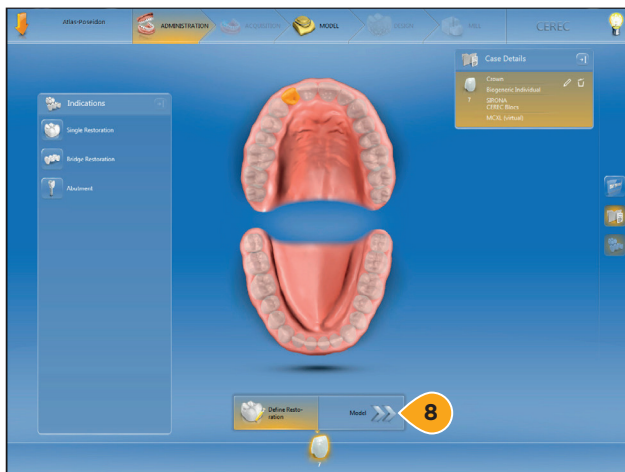 Atlas-Poseidon
ADMINISTRATION
ACQUISITION
MODEL
DESIGN
MILL
CEREC
Case Details
Crown
Biogeneric Individual
7
SIRONA
CEREC Blocs
MCXL (virtual)
Indications
Single Restoration
Bridge Restoration
Abutment
Define Resto-
ration
Model
8